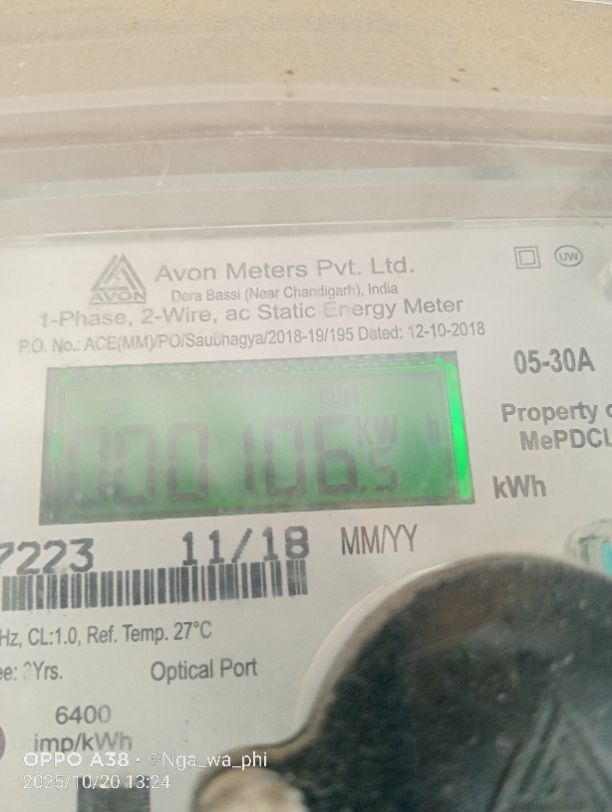 Avon Meters Pvt. Ltd.
AVON
Dera Bassi (Near Chandigarh), India
1-Phase, 2-Wire, ac Static Energy Meter
P.O. No.: ACE(MM)/PO/Saubhagya/2018-19/195 Dated: 12-10-2018
UW
05-30A
Property
MePDCL
CUM
000106.5 KW h
kWh
7223 11/18 MM/YY
Hz, CL:1.0, Ref. Temp. 27°C
Yrs. Optical Port
6400
imp/kWh
OPPO A38 · ©Nga_wa_phi
2025/10/20 13:24